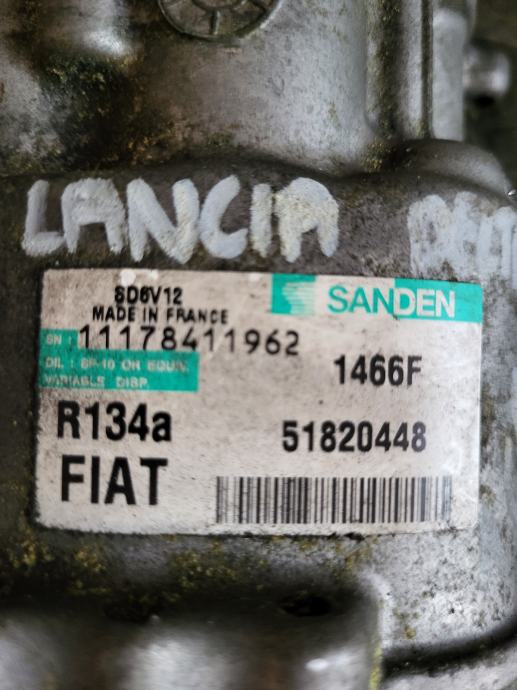 LANCIA
SD6V12
MADE IN FRANCE
SANDEN
SN : 11178411962
OIL : SP-10 OR EQUIV.
VARIABLE DISP.
1466F
R134a
51820448
FIAT